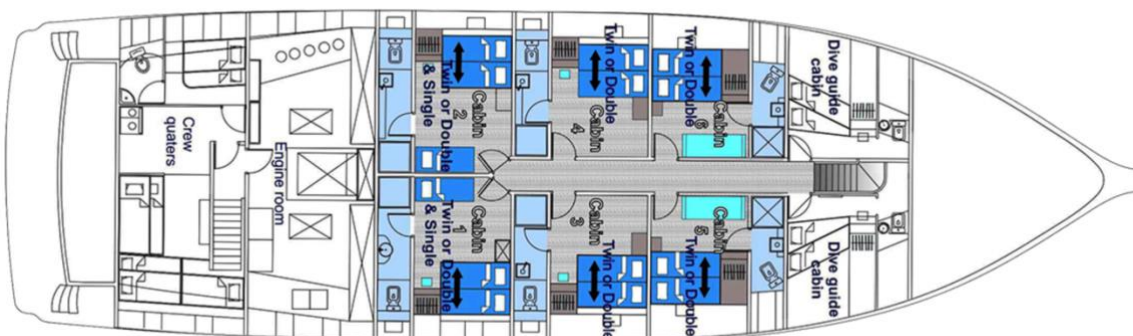 Crew
quaters
Engine room
Twin or Double
& Single
Cabin
2
Twin or Double
Cabin
4
Twin or Double
Cabin
6
Dive guide
cabin
Twin or Double
& Single
Cabin
1
Twin or Double
Cabin
3
Twin or Double
Cabin
5
Dive guide
cabin